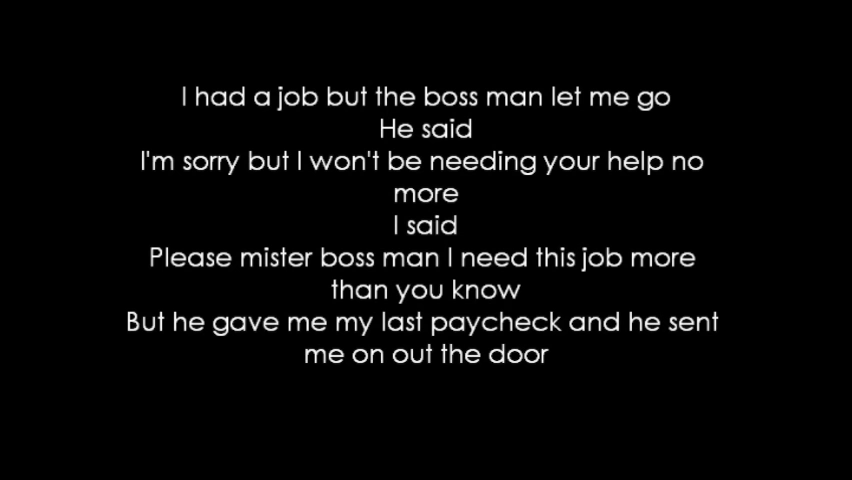 I had a job but the boss man let me go
He said
I'm sorry but I won't be needing your help no
more
I said
Please mister boss man I need this job more
than you know
But he gave me my last paycheck and he sent
me on out the door